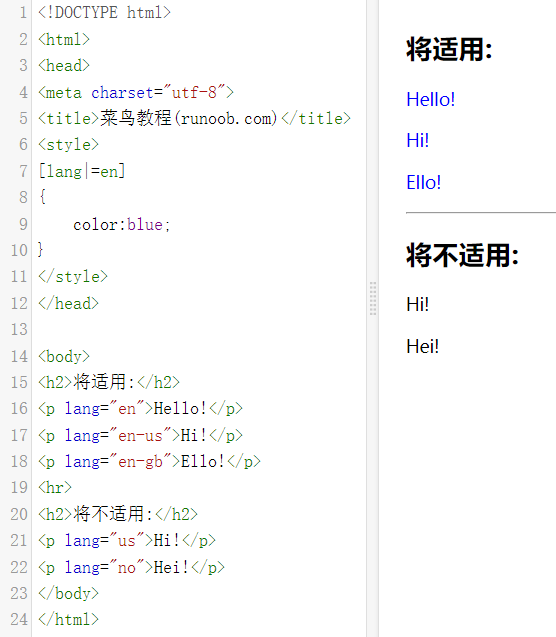 1 <!DOCTYPE html>
2 <html>
3 <head>
4 <meta charset="utf-8">
5 <title>菜鸟教程(runoob.com)</title>
6 <style>
7 [lang|=en]
8 {
9     color:blue;
10 }
11 </style>
12 </head>
13
14 <body>
15 <h2>将适用:</h2>
16 <p lang="en">Hello!</p>
17 <p lang="en-us">Hi!</p>
18 <p lang="en-gb">Ello!</p>
19 <hr>
20 <h2>将不适用:</h2>
21 <p lang="us">Hi!</p>
22 <p lang="no">Hei!</p>
23 </body>
24 </html>
将适用:
Hello!
Hi!
Ello!
将不适用:
Hi!
Hei!